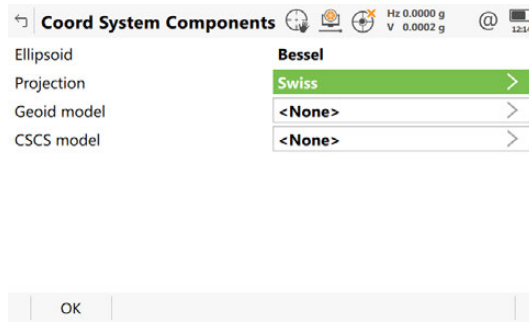 Coord System Components
Hz 0.0000 g
V 0.0002 g
@
Ellipsoid Bessel
Projection Swiss
Geoid model <None>
CSCS model <None>
OK